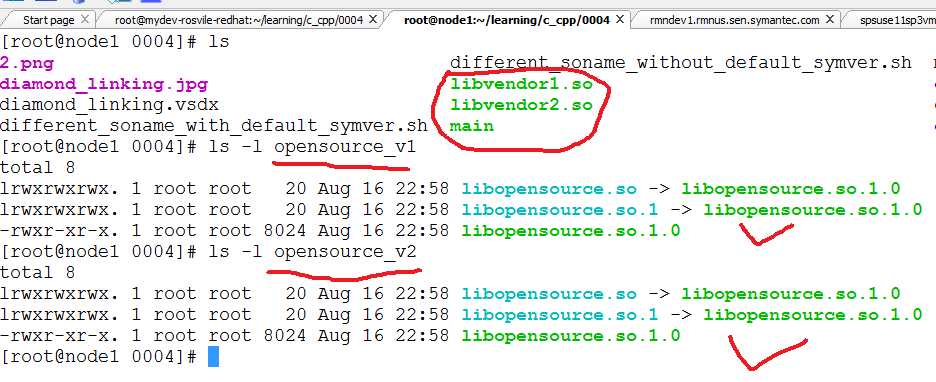 Start page
root@mydev-rosvile-redhat:~/learning/c_cpp/0004
root@node1:~/learning/c_cpp/0004
rmndev1.rmnus.sen.symantec.com
spsuse11sp3vm
[root@node1 0004]# ls
2.png different_soname_without_default_symver.sh
diamond_linking.jpg libvendor1.so
diamond_linking.vsdx libvendor2.so
different_soname_with_default_symver.sh main
[root@node1 0004]# ls -l opensource_v1
total 8
lrwxrwxrwx. 1 root root 20 Aug 16 22:58 libopensource.so -> libopensource.so.1.0
lrwxrwxrwx. 1 root root 20 Aug 16 22:58 libopensource.so.1 -> libopensource.so.1.0
-rwxr-xr-x. 1 root root 8024 Aug 16 22:58 libopensource.so.1.0
[root@node1 0004]# ls -l opensource_v2
total 8
lrwxrwxrwx. 1 root root 20 Aug 16 22:58 libopensource.so -> libopensource.so.1.0
lrwxrwxrwx. 1 root root 20 Aug 16 22:58 libopensource.so.1 -> libopensource.so.1.0
-rwxr-xr-x. 1 root root 8024 Aug 16 22:58 libopensource.so.1.0
[root@node1 0004]#